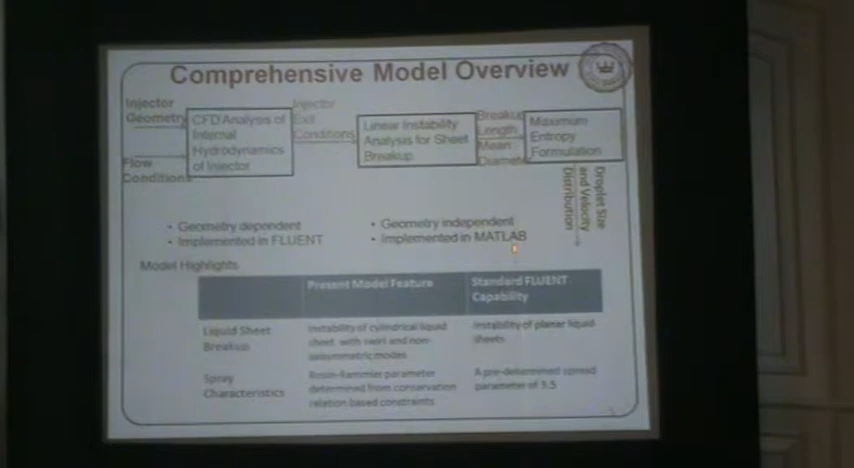 Comprehensive Model Overview
Injector
Geometry
Flow
Conditions
CFD Analysis of
Internal
Hydrodynamics
of Injector
Injector
Exit
Conditions
Linear Instability
Analysis for Sheet
Breakup
Breakup
Length
Mean
Diameter
Maximum
Entropy
Formulation
Droplet Size
and Velocity
Distribution
• Geometry dependent
• Implemented in FLUENT
• Geometry independent
• Implemented in MATLAB
Model Highlights
Present Model Feature
Standard FLUENT
Capability
Liquid Sheet
Breakup
Instability of cylindrical liquid
sheet with swirl and non-
axisymmetric modes
Instability of planar liquid
sheets
Spray
Characteristics
Rosin-Rammler parameter
determined from conservation
relation based constraints
A pre-determined spread
parameter of 3.5